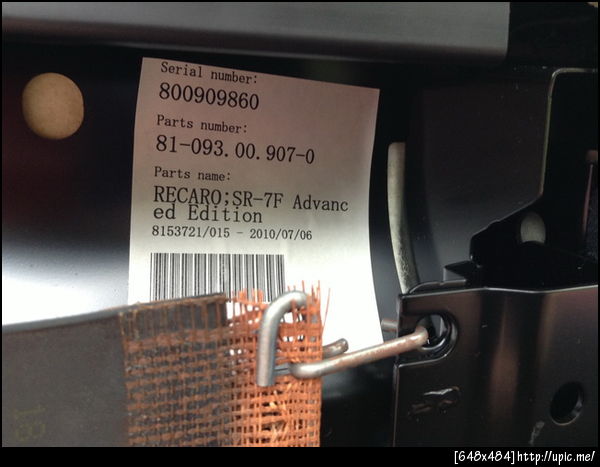 Serial number:
800909860
Parts number:
81-093.00.907-0
Parts name:
RECARO;SR-7F Advanc
ed Edition
8153721/015 - 2010/07/06
18
[648x484]http://upic.me/